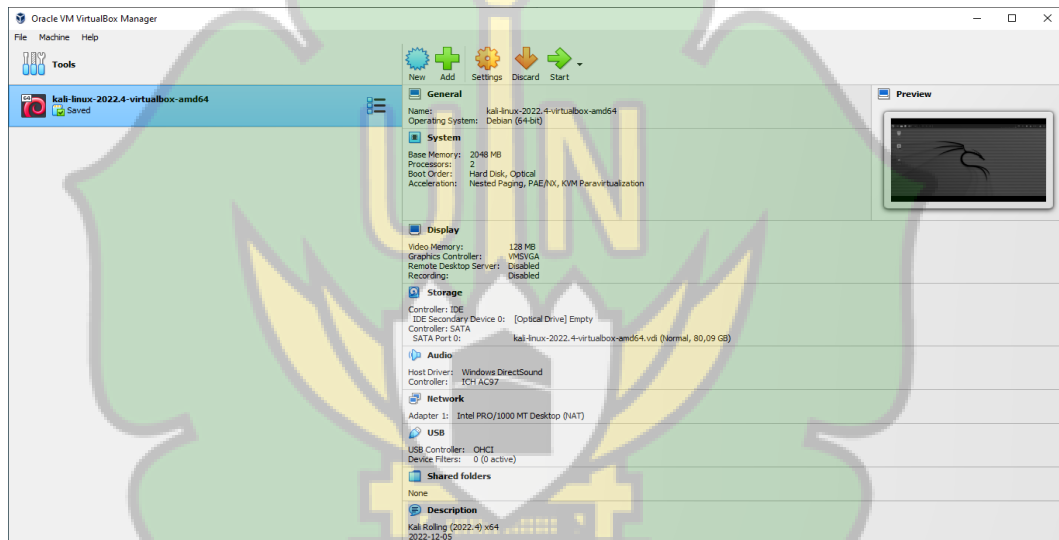 Oracle VM VirtualBox Manager
File Machine Help
Tools
New Add Settings Discard Start
64 kali-linux-2022.4-virtualbox-amd64
Saved
General
Name: kali-linux-2022.4-virtualbox-amd64
Operating System: Debian (64-bit)
System
Base Memory: 2048 MB
Processors: 2
Boot Order: Hard Disk, Optical
Acceleration: Nested Paging, PAE/NX, KVM Paravirtualization
Preview
Display
Video Memory: 128 MB
Graphics Controller: VMSVGA
Remote Desktop Server: Disabled
Recording: Disabled
Storage
Controller: IDE
IDE Secondary Device 0: [Optical Drive] Empty
Controller: SATA
SATA Port 0: kali-linux-2022.4-virtualbox-amd64.vdi (Normal, 80,09 GB)
Audio
Host Driver: Windows DirectSound
Controller: ICH AC97
Network
Adapter 1: Intel PRO/1000 MT Desktop (NAT)
USB
USB Controller: OHCI
Device Filters: 0 (0 active)
Shared folders
None
Description
Kali Rolling (2022.4) x64
2022-12-05
UIN